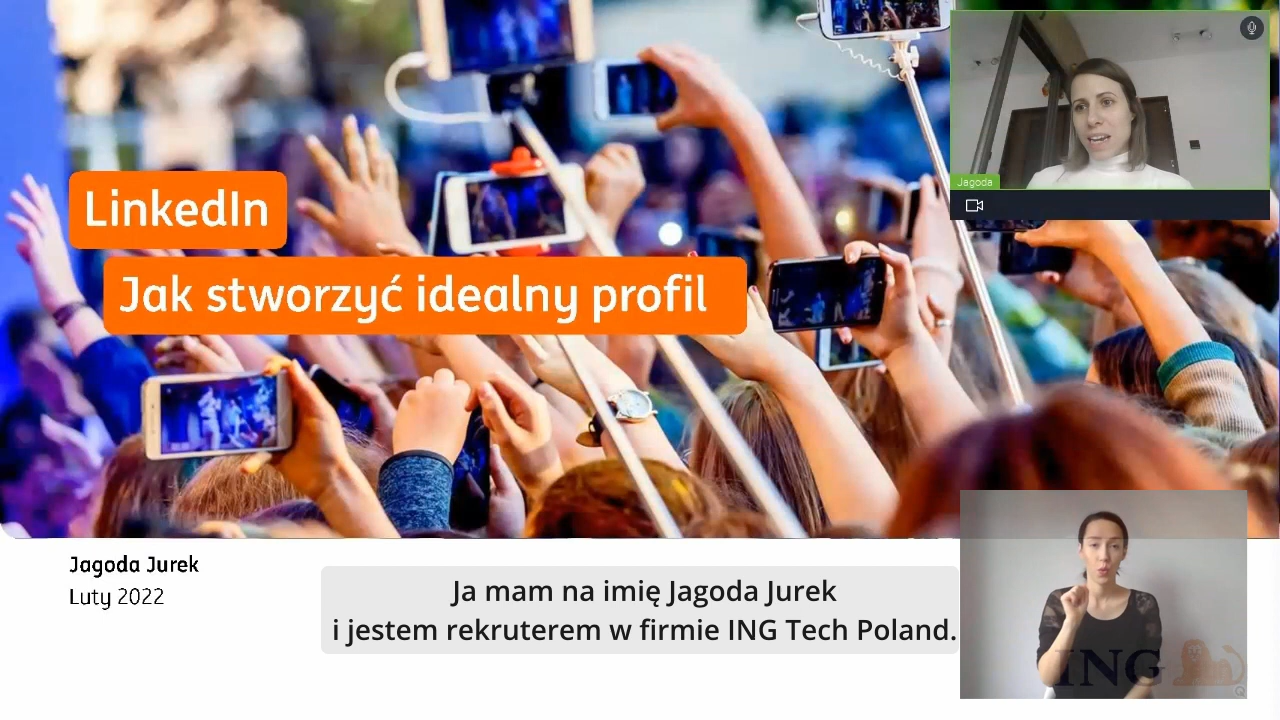 LinkedIn
Jak stworzyć idealny profil
Jagoda
Jagoda Jurek
Luty 2022
Ja mam na imię Jagoda Jurek
i jestem rekruterem w firmie ING Tech Poland.
ING